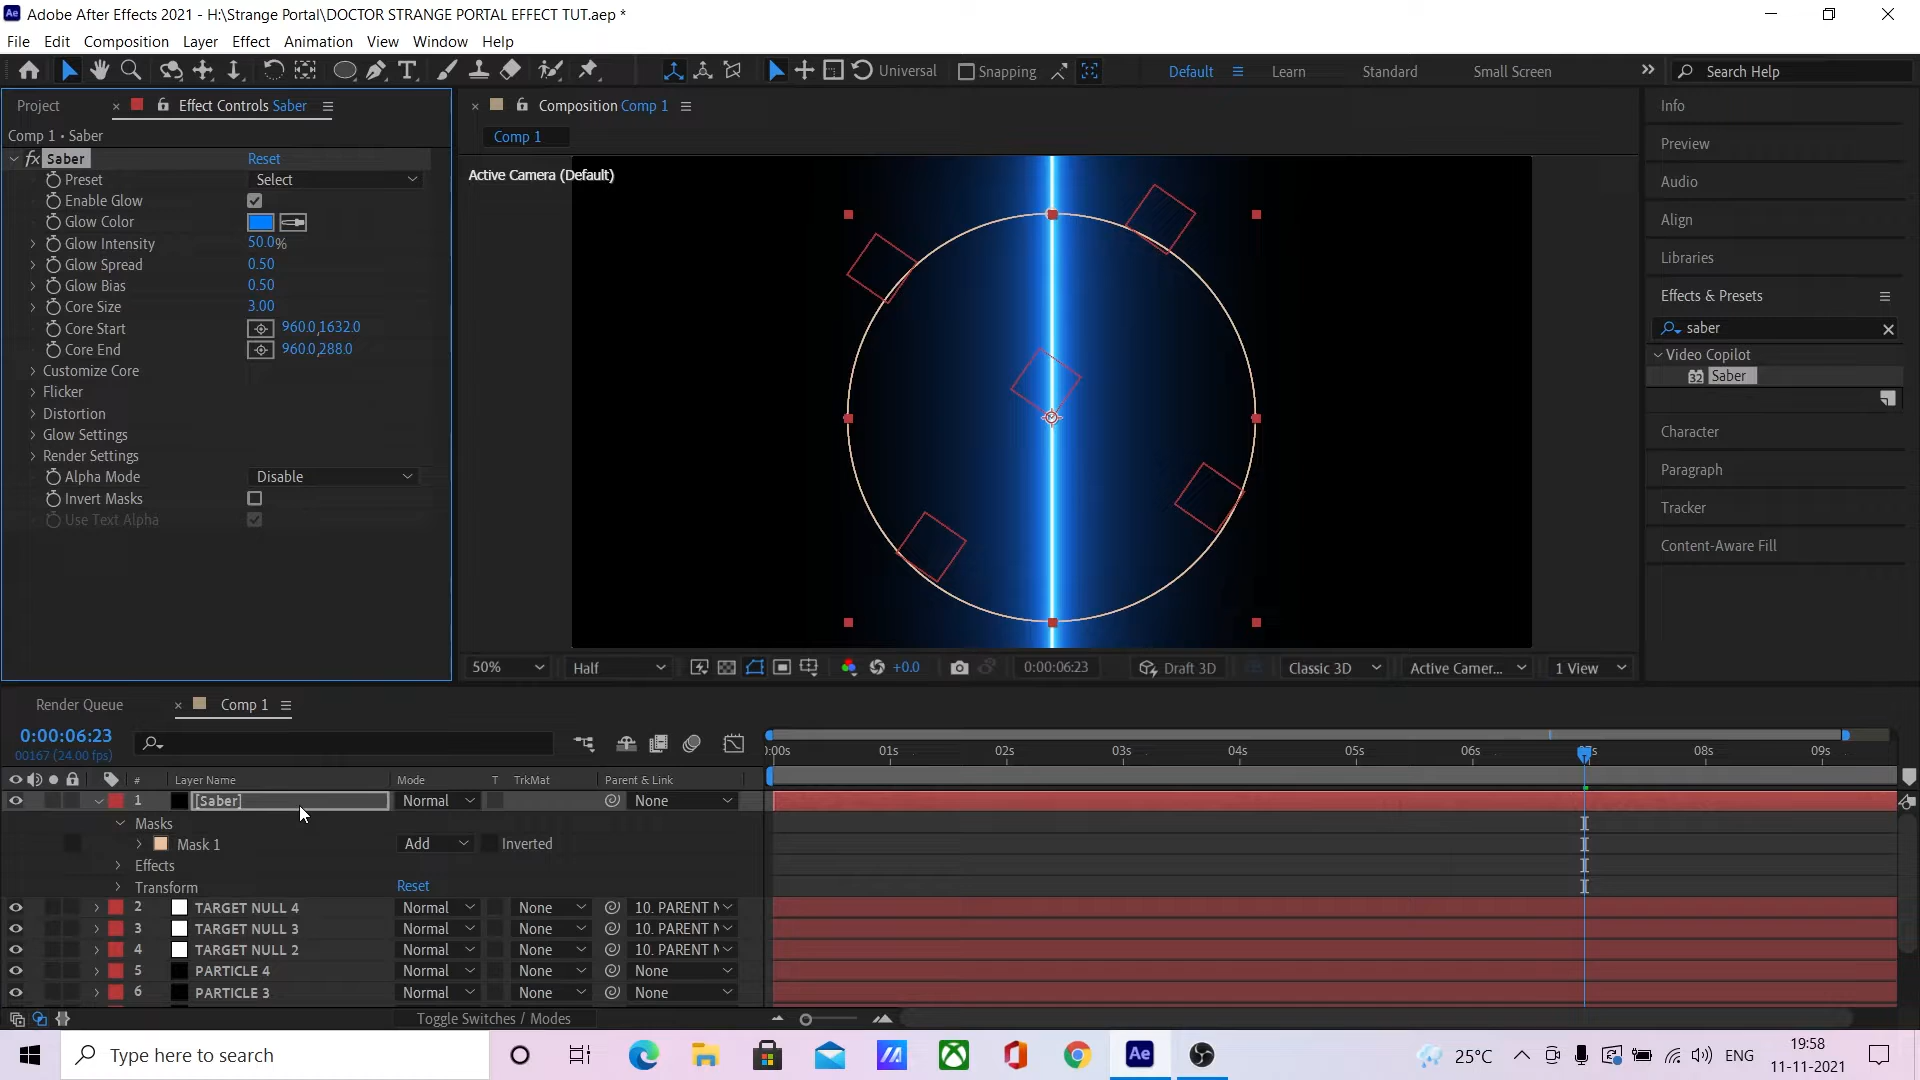 Adobe After Effects 2021 - H:\Strange Portal\DOCTOR STRANGE PORTAL EFFECT TUT.aep *
File Edit Composition Layer Effect Animation View Window Help
Universal Snapping Default Learn Standard Small Screen Search Help
Project Effect Controls Saber
Composition Comp 1
Comp 1 • Saber
Comp 1
fx Saber Reset
Preset Select
Enable Glow
Glow Color
Glow Intensity 50.0%
Glow Spread 0.50
Glow Bias 0.50
Core Size 3.00
Core Start 960.0,1632.0
Core End 960.0,288.0
Customize Core
Flicker
Distortion
Glow Settings
Render Settings
Alpha Mode Disable
Invert Masks
Use Text Alpha
Active Camera (Default)
50% Half +0.0 0:00:06:23 Draft 3D Classic 3D Active Camer... 1 View
Info
Preview
Audio
Align
Libraries
Effects & Presets
saber
Video Copilot
32 Saber
Character
Paragraph
Tracker
Content-Aware Fill
Render Queue Comp 1
0:00:06:23
00167 (24.00 fps)
:00s 01s 02s 03s 04s 05s 06s 08s 09s
# Layer Name Mode T TrkMat Parent & Link
1 [Saber] Normal None
Masks
Mask 1 Add Inverted
Effects
Transform Reset
2 TARGET NULL 4 Normal None 10. PARENT N
3 TARGET NULL 3 Normal None 10. PARENT N
4 TARGET NULL 2 Normal None 10. PARENT N
5 PARTICLE 4 Normal None None
6 PARTICLE 3 Normal None None
Toggle Switches / Modes
Type here to search
Ae
25°C
ENG
19:58
11-11-2021